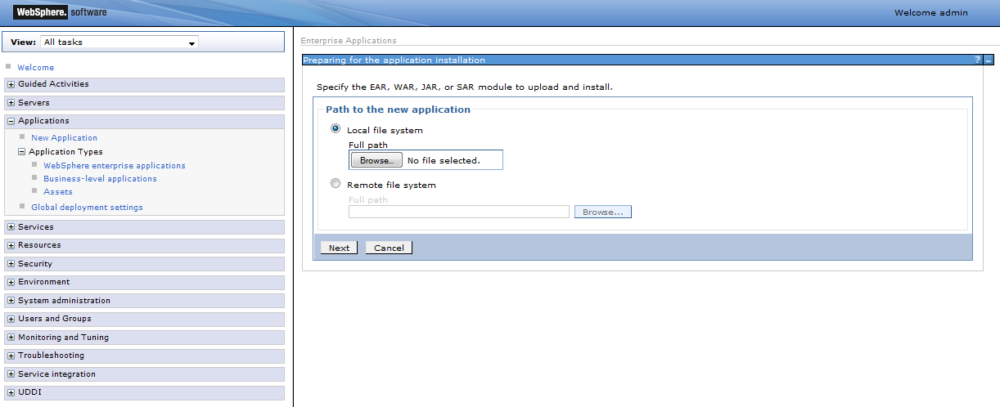 WebSphere. software
Welcome admin
View: All tasks
Welcome
Guided Activities
Servers
Applications
New Application
Application Types
WebSphere enterprise applications
Business-level applications
Assets
Global deployment settings
Services
Resources
Security
Environment
System administration
Users and Groups
Monitoring and Tuning
Troubleshooting
Service integration
UDDI
Enterprise Applications
Preparing for the application installation ? _
Specify the EAR, WAR, JAR, or SAR module to upload and install.
Path to the new application
Local file system
Full path
Browse... No file selected.
Remote file system
Full path
Browse...
Next Cancel